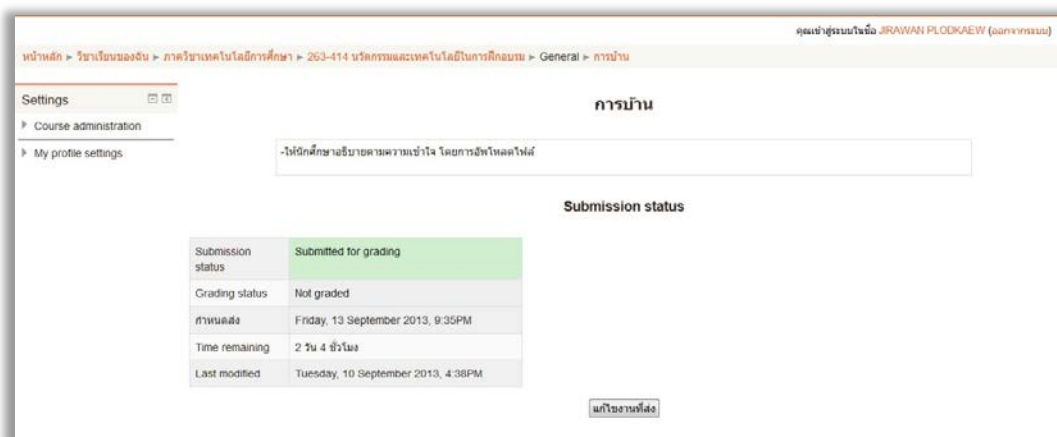 คุณเข้าสู่ระบบในชื่อ JIRAWAN PLODKAEW (ออกจากระบบ)
หน้าหลัก ► วิชาเรียนของฉัน ► ภาควิชาเทคโนโลยีการศึกษา ► 263-414 นวัตกรรมและเทคโนโลยีในการฝึกอบรม ► General ► การบ้าน
Settings
Course administration
My profile settings
การบ้าน
-ให้นักศึกษาอธิบายตามความเข้าใจ โดยการอัพโหลดไฟล์
Submission status
Submission status Submitted for grading
Grading status Not graded
กำหนดส่ง Friday, 13 September 2013, 9:35PM
Time remaining 2 วัน 4 ชั่วโมง
Last modified Tuesday, 10 September 2013, 4:38PM
แก้ไขงานที่ส่ง